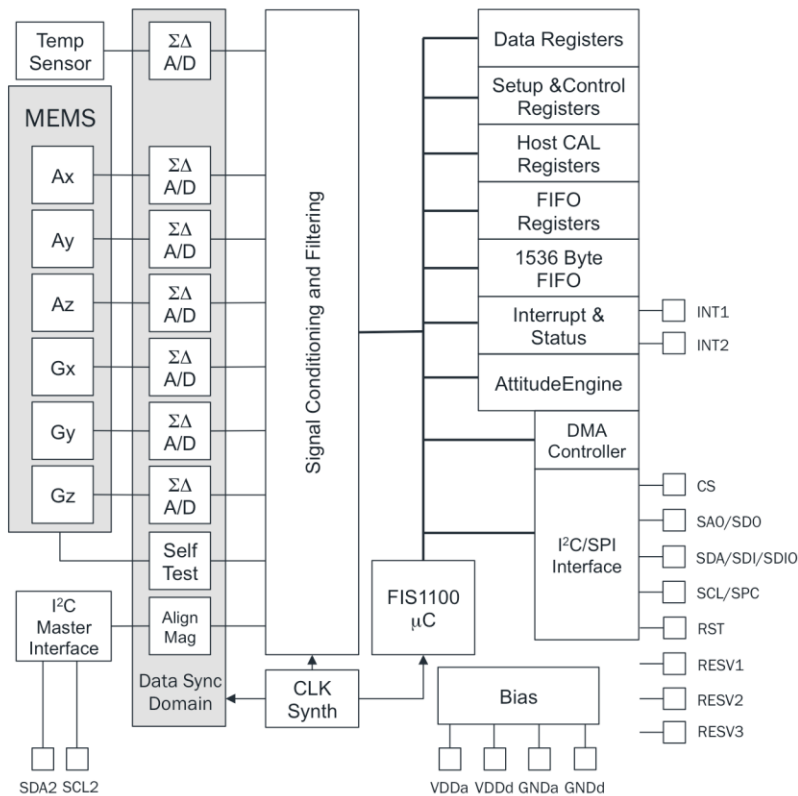 Temp
Sensor
ΣΔ
A/D
MEMS
Ax
ΣΔ
A/D
Ay
ΣΔ
A/D
Az
ΣΔ
A/D
Gx
ΣΔ
A/D
Gy
ΣΔ
A/D
Gz
ΣΔ
A/D
Self
Test
I²C
Master
Interface
Align
Mag
Data Sync
Domain
SDA2 SCL2
Signal Conditioning and Filtering
CLK
Synth
FIS1100
μC
Data Registers
Setup &Control
Registers
Host CAL
Registers
FIFO
Registers
1536 Byte
FIFO
Interrupt &
Status
INT1
INT2
AttitudeEngine
DMA
Controller
I²C/SPI
Interface
CS
SA0/SDO
SDA/SDI/SDIO
SCL/SPC
RST
RESV1
RESV2
RESV3
Bias
VDDa VDDd GNDa GNDd